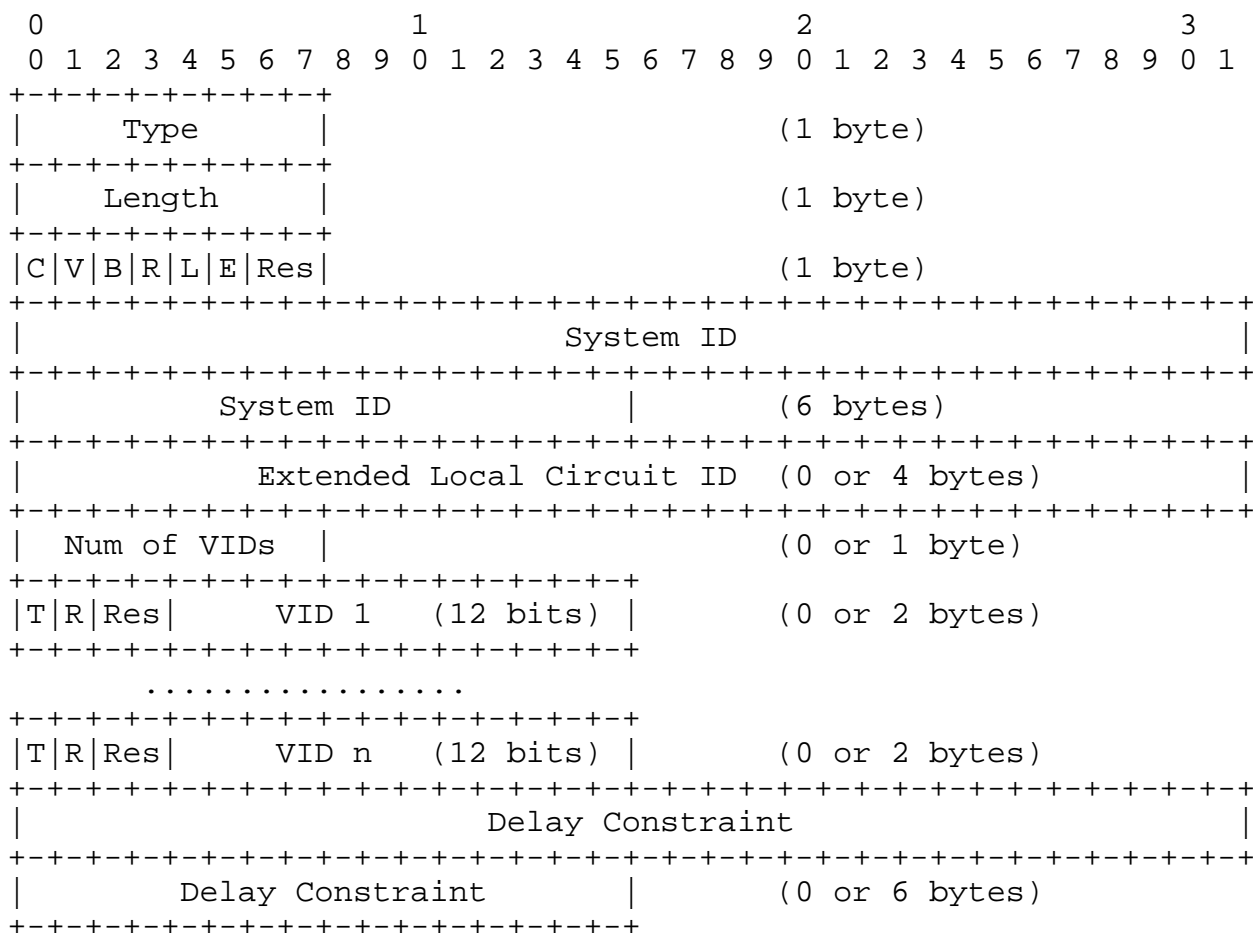 0                   1                   2                   3
 0 1 2 3 4 5 6 7 8 9 0 1 2 3 4 5 6 7 8 9 0 1 2 3 4 5 6 7 8 9 0 1
+-+-+-+-+-+-+-+-+
|     Type      |                       (1 byte)
+-+-+-+-+-+-+-+-+
|    Length     |                       (1 byte)
+-+-+-+-+-+-+-+-+
|C|V|B|R|L|E|Res|                       (1 byte)
+-+-+-+-+-+-+-+-+-+-+-+-+-+-+-+-+-+-+-+-+-+-+-+-+-+-+-+-+-+-+-+-+
|                            System ID                          |
+-+-+-+-+-+-+-+-+-+-+-+-+-+-+-+-+-+-+-+-+-+-+-+-+-+-+-+-+-+-+-+-+
|          System ID            |       (6 bytes)
+-+-+-+-+-+-+-+-+-+-+-+-+-+-+-+-+-+-+-+-+-+-+-+-+-+-+-+-+-+-+-+-+
|            Extended Local Circuit ID  (0 or 4 bytes)          |
+-+-+-+-+-+-+-+-+-+-+-+-+-+-+-+-+-+-+-+-+-+-+-+-+-+-+-+-+-+-+-+-+
|  Num of VIDs  |                       (0 or 1 byte)
+-+-+-+-+-+-+-+-+-+-+-+-+-+-+-+-+
|T|R|Res|     VID 1   (12 bits) |       (0 or 2 bytes)
+-+-+-+-+-+-+-+-+-+-+-+-+-+-+-+-+
       .................
+-+-+-+-+-+-+-+-+-+-+-+-+-+-+-+-+
|T|R|Res|     VID n   (12 bits) |       (0 or 2 bytes)
+-+-+-+-+-+-+-+-+-+-+-+-+-+-+-+-+-+-+-+-+-+-+-+-+-+-+-+-+-+-+-+-+
|                        Delay Constraint                       |
+-+-+-+-+-+-+-+-+-+-+-+-+-+-+-+-+-+-+-+-+-+-+-+-+-+-+-+-+-+-+-+-+
|        Delay Constraint       |       (0 or 6 bytes)
+-+-+-+-+-+-+-+-+-+-+-+-+-+-+-+-+